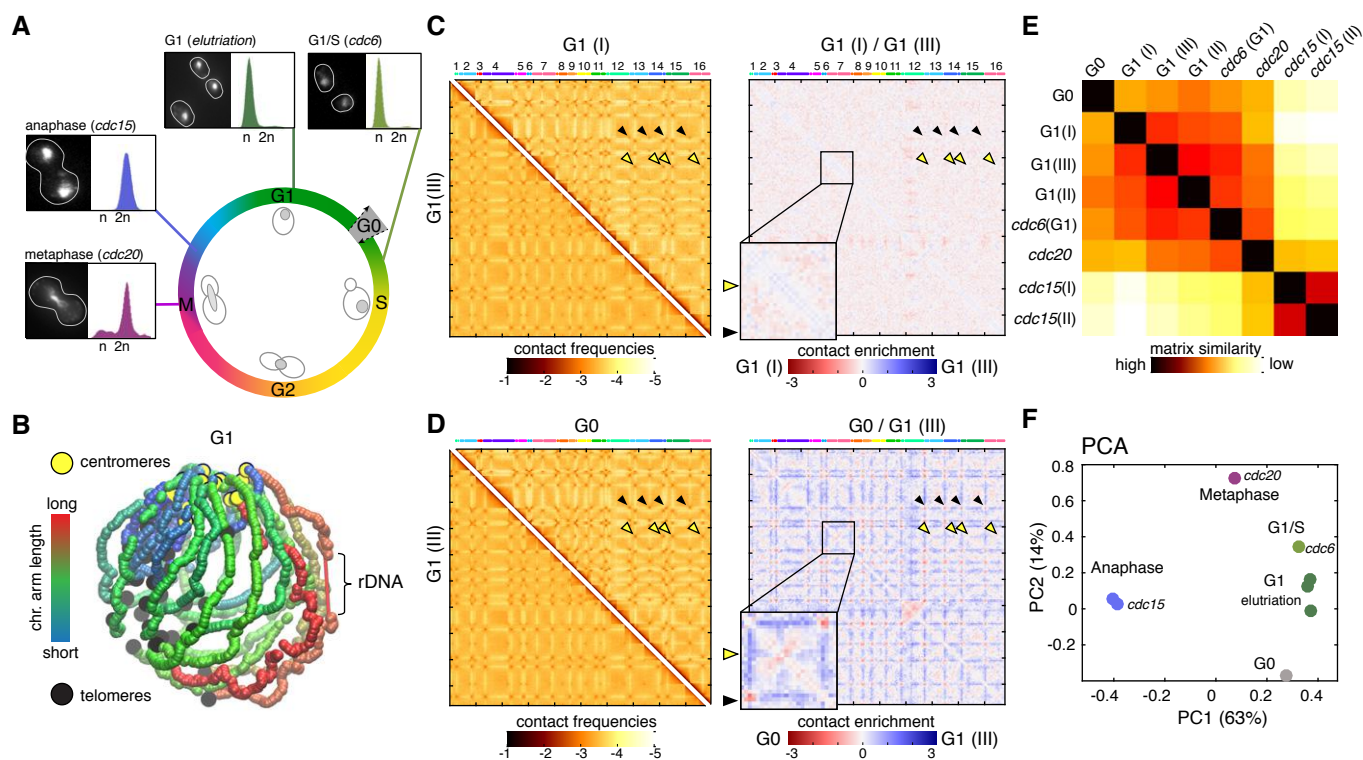 A
G1 (elutriation)
G1/S (cdc6)
n 2n
n 2n
anaphase (cdc15)
n 2n
metaphase (cdc20)
n 2n
G1
G0
S
M
G2
B
G1
centromeres
long
chr. arm length
short
rDNA
telomeres
C
G1 (I)
1 2 3 4 5 6 7 8 9 10 11 12 13 14 15 16
G1(III)
contact frequencies
-1 -2 -3 -4 -5
G1 (I) / G1 (III)
1 2 3 4 5 6 7 8 9 10 11 12 13 14 15 16
contact enrichment
G1 (I) G1 (III)
-3 0 3
D
G0
G1 (III)
contact frequencies
-1 -2 -3 -4 -5
G0 / G1 (III)
contact enrichment
G0 G1 (III)
-3 0 3
E
G0 G1 (I) G1 (III) G1 (II) cdc6 (G1) cdc20 cdc15 (I) cdc15 (II)
G0
G1(I)
G1(III)
G1(II)
cdc6(G1)
cdc20
cdc15(I)
cdc15(II)
matrix similarity
high low
F
PCA
0.8
0.6
0.4
0.2
0
-0.2
PC2 (14%)
cdc20
Metaphase
G1/S
cdc6
Anaphase
cdc15
G1
elutriation
G0
-0.4 -0.2 0 0.2 0.4
PC1 (63%)